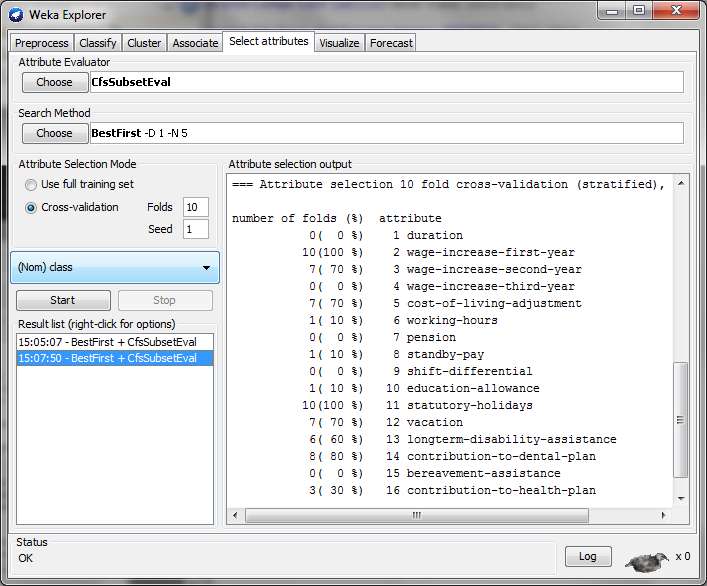 Weka Explorer
Preprocess Classify Cluster Associate Select attributes Visualize Forecast
Attribute Evaluator
Choose CfsSubsetEval
Search Method
Choose BestFirst -D 1 -N 5
Attribute Selection Mode
Use full training set
Cross-validation Folds 10
Seed 1
(Nom) class
Start Stop
Result list (right-click for options)
15:05:07 - BestFirst + CfsSubsetEval
15:07:50 - BestFirst + CfsSubsetEval
Attribute selection output
=== Attribute selection 10 fold cross-validation (stratified),
number of folds (%) attribute
0( 0 %) 1 duration
10(100 %) 2 wage-increase-first-year
7( 70 %) 3 wage-increase-second-year
0( 0 %) 4 wage-increase-third-year
7( 70 %) 5 cost-of-living-adjustment
1( 10 %) 6 working-hours
0( 0 %) 7 pension
1( 10 %) 8 standby-pay
0( 0 %) 9 shift-differential
1( 10 %) 10 education-allowance
10(100 %) 11 statutory-holidays
7( 70 %) 12 vacation
6( 60 %) 13 longterm-disability-assistance
8( 80 %) 14 contribution-to-dental-plan
0( 0 %) 15 bereavement-assistance
3( 30 %) 16 contribution-to-health-plan
Status
OK
Log
x 0